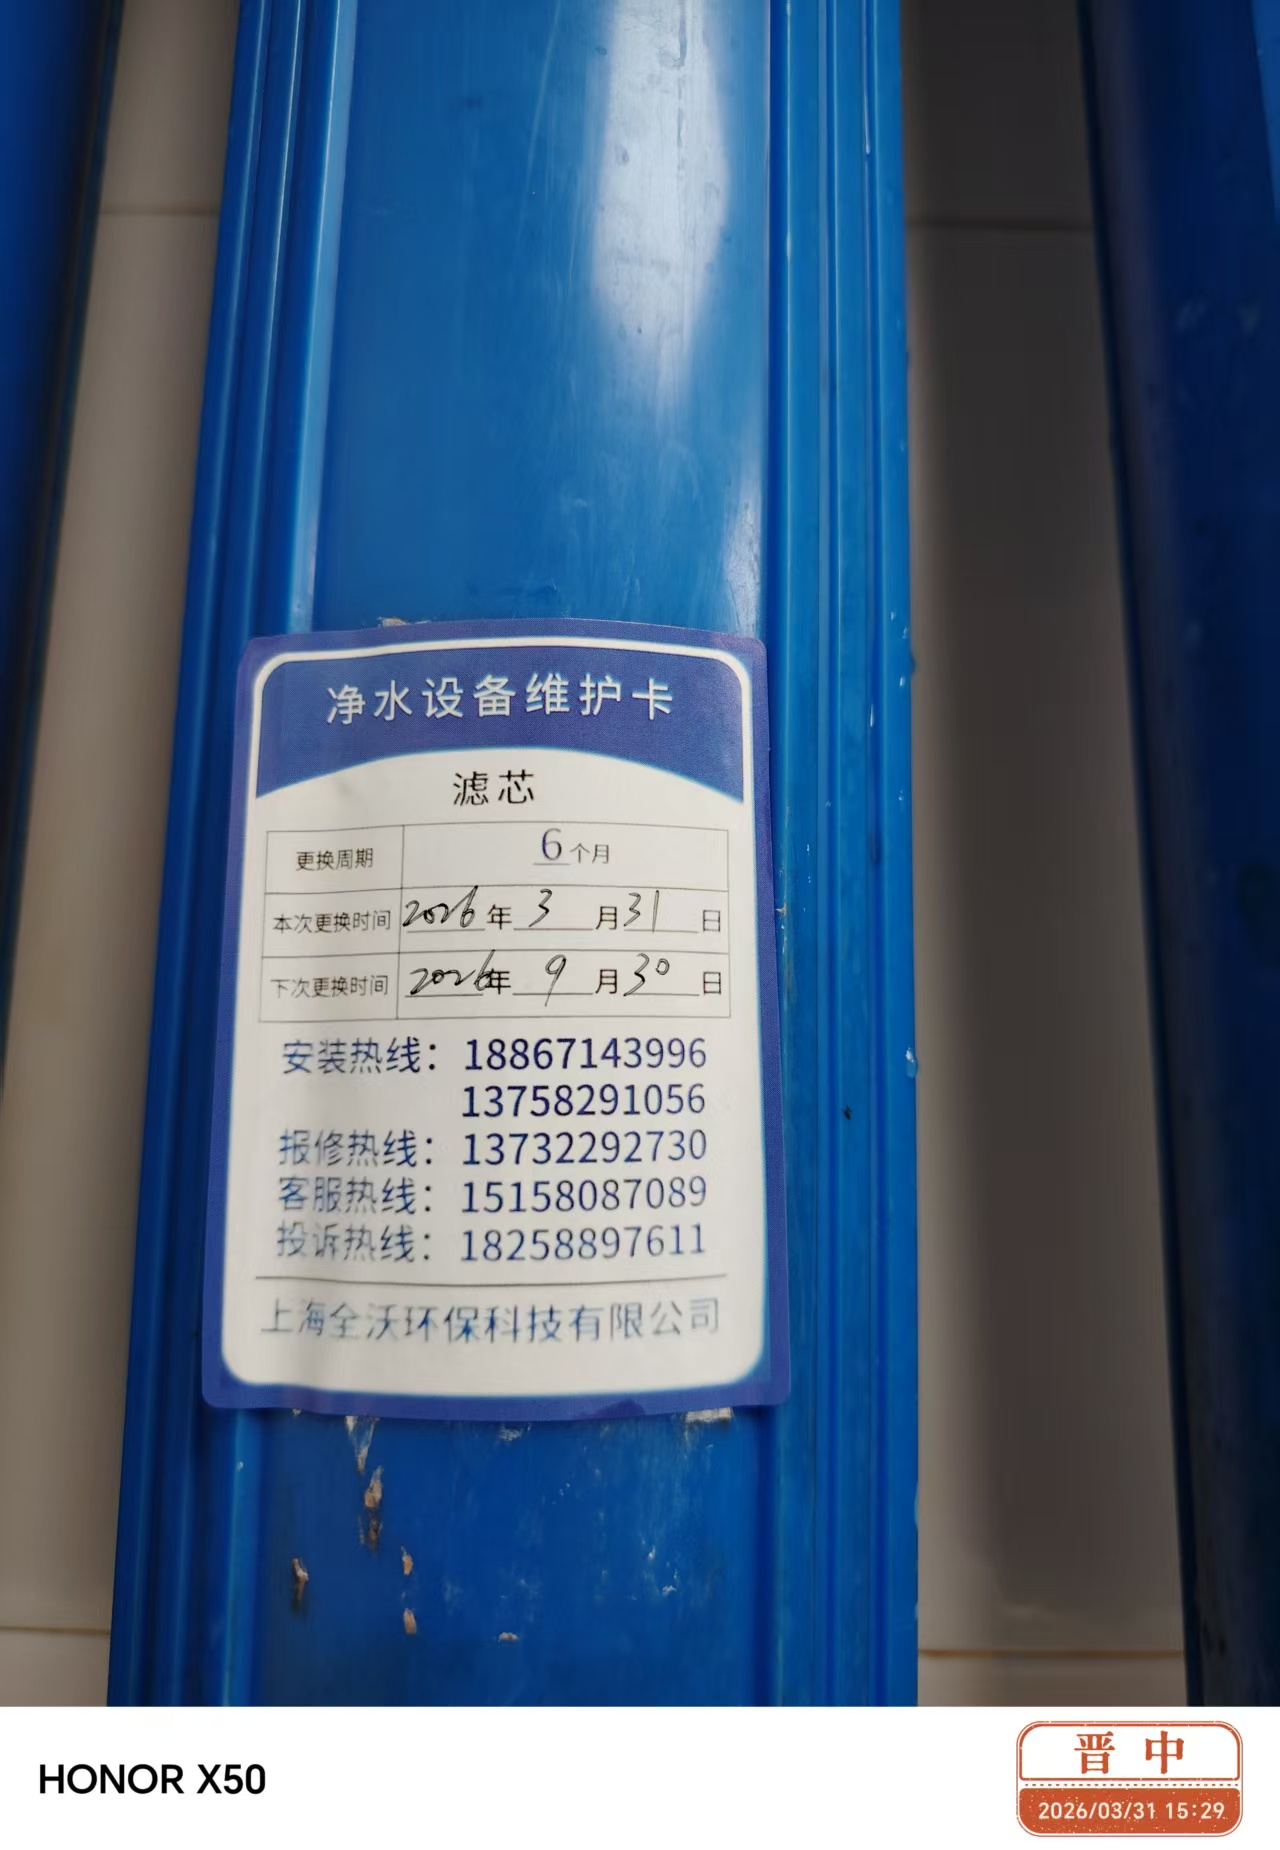 净水设备维护卡
滤芯
更换周期 6个月
本次更换时间 2026年3月31日
下次更换时间 2026年9月30日
安装热线：18867143996
13758291056
报修热线：13732292730
客服热线：15158087089
投诉热线：18258897611
上海全沃环保科技有限公司
HONOR X50
晋中
2026/03/31 15:29